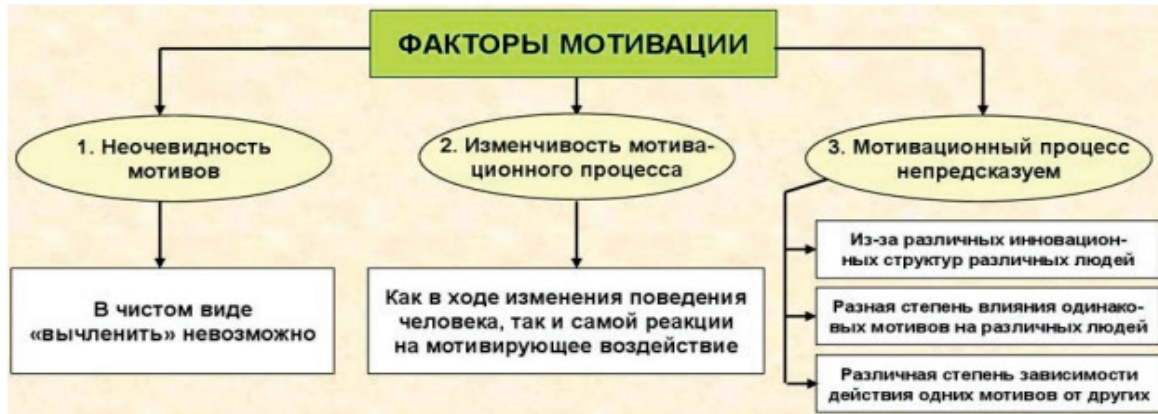 ФАКТОРЫ МОТИВАЦИИ
1. Неочевидность
мотивов
В чистом виде
«вычленить» невозможно
2. Изменчивость мотива-
ционного процесса
Как в ходе изменения поведения
человека, так и самой реакции
на мотивирующее воздействие
3. Мотивационный процесс
непредсказуем
Из-за различных инновацион-
ных структур различных людей
Разная степень влияния одинако-
вых мотивов на различных людей
Различная степень зависимости
действия одних мотивов от других